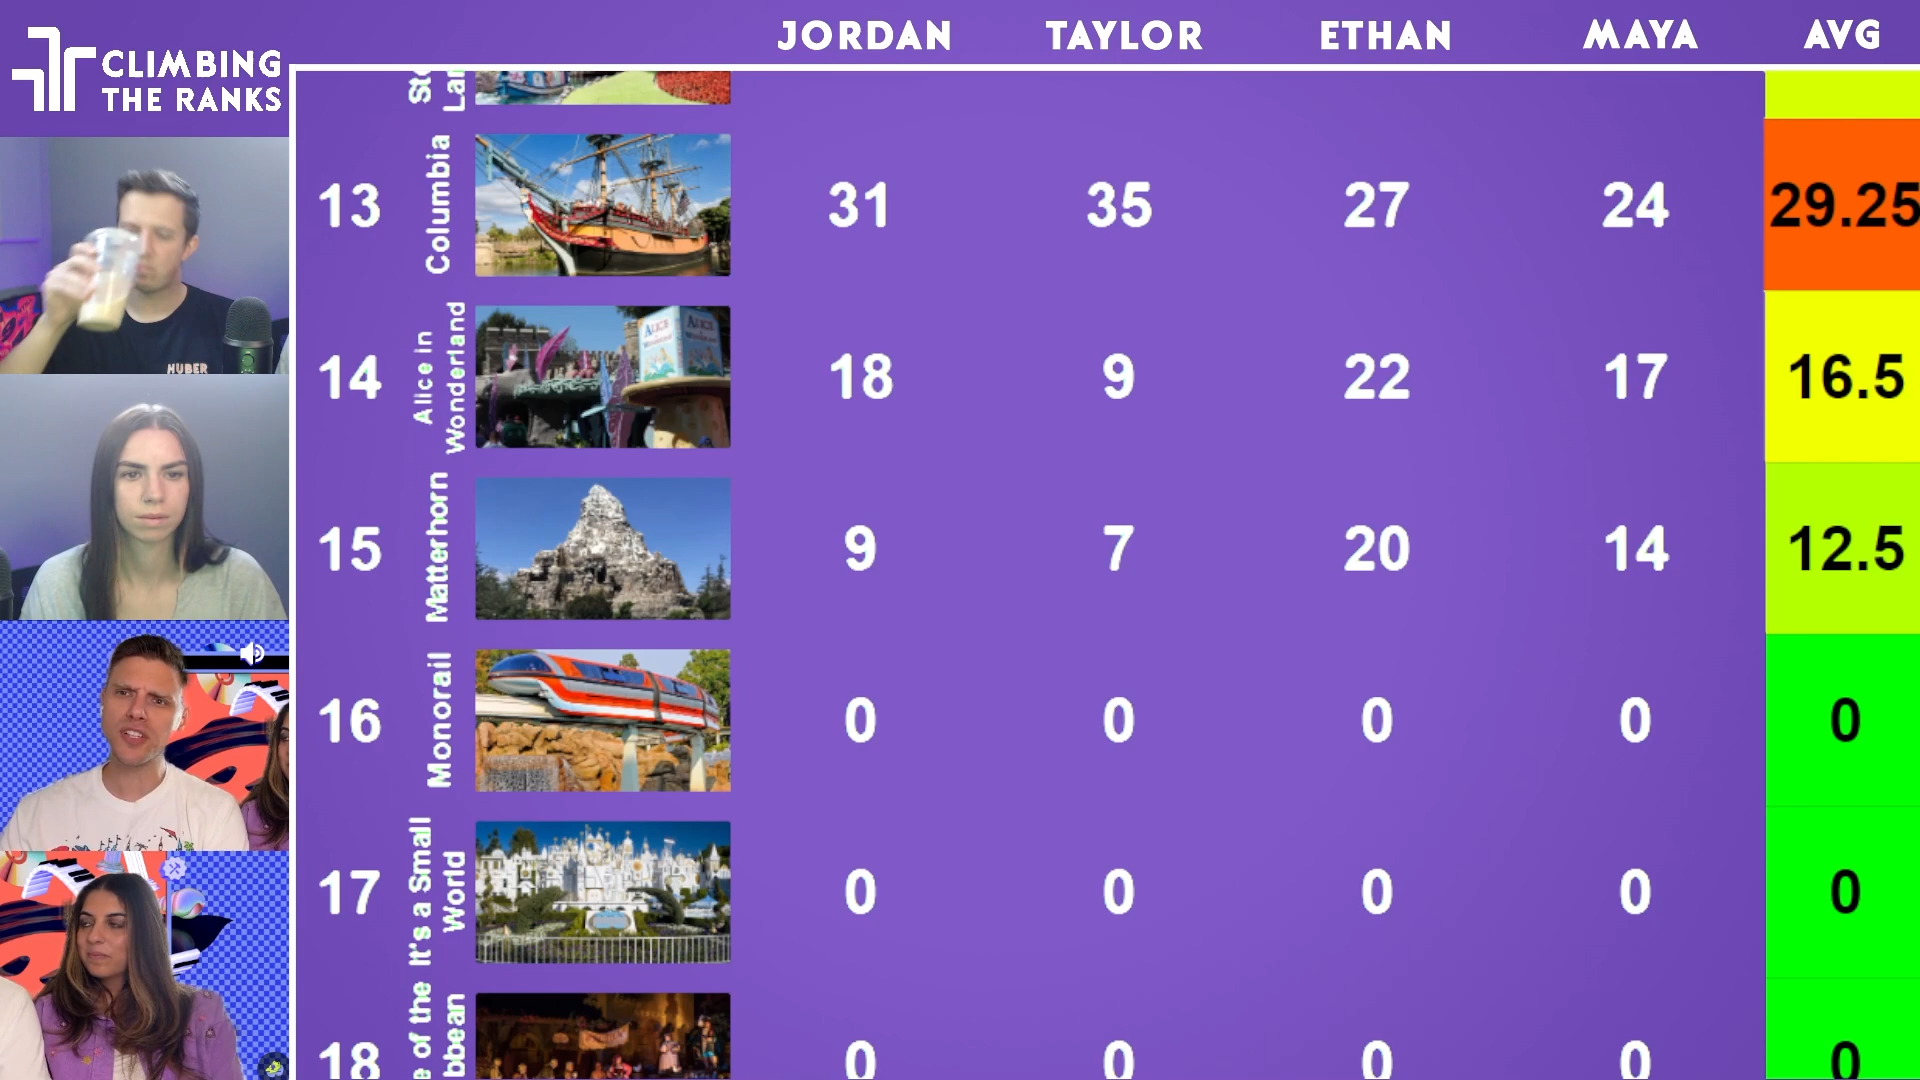 CLIMBING
THE RANKS
JORDAN TAYLOR ETHAN MAYA AVG
13 Columbia 31 35 27 24 29.25
14 Alice in
Wonderland 18 9 22 17 16.5
15 Matterhorn 9 7 20 14 12.5
16 Monorail 0 0 0 0 0
17 It's a Small
World 0 0 0 0 0
18 of the 0 0 0 0 0
HUBER